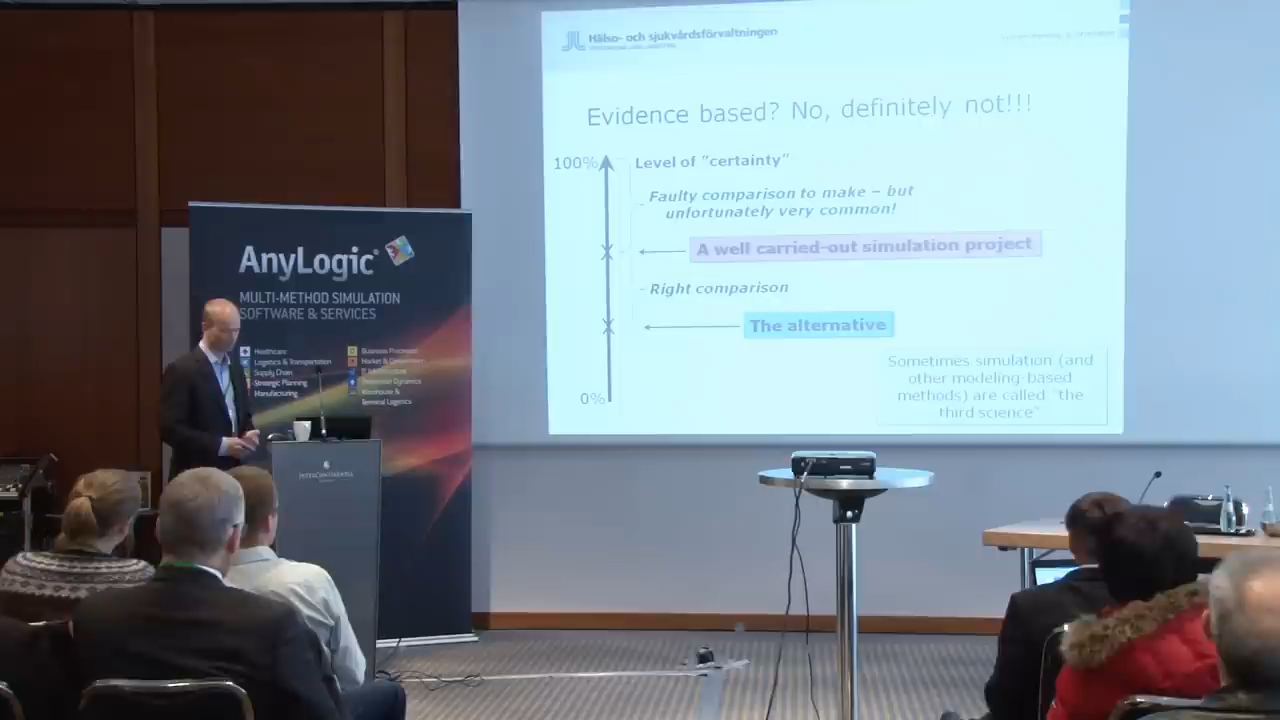 Hälso- och sjukvårdsförvaltningen
Evidence based? No, definitely not!!!
100%
Level of "certainty"
- Faulty comparison to make – but
unfortunately very common!
A well carried-out simulation project
- Right comparison
The alternative
0%
Sometimes simulation (and
other modeling-based
methods) are called "the
third science"
AnyLogic®
MULTI-METHOD SIMULATION
SOFTWARE & SERVICES
Healthcare
Logistics & Transportation
Supply Chain
Strategic Planning
Manufacturing
Business Processes
Warehouse &
Terminal Logistics
INTERCONTINENTAL